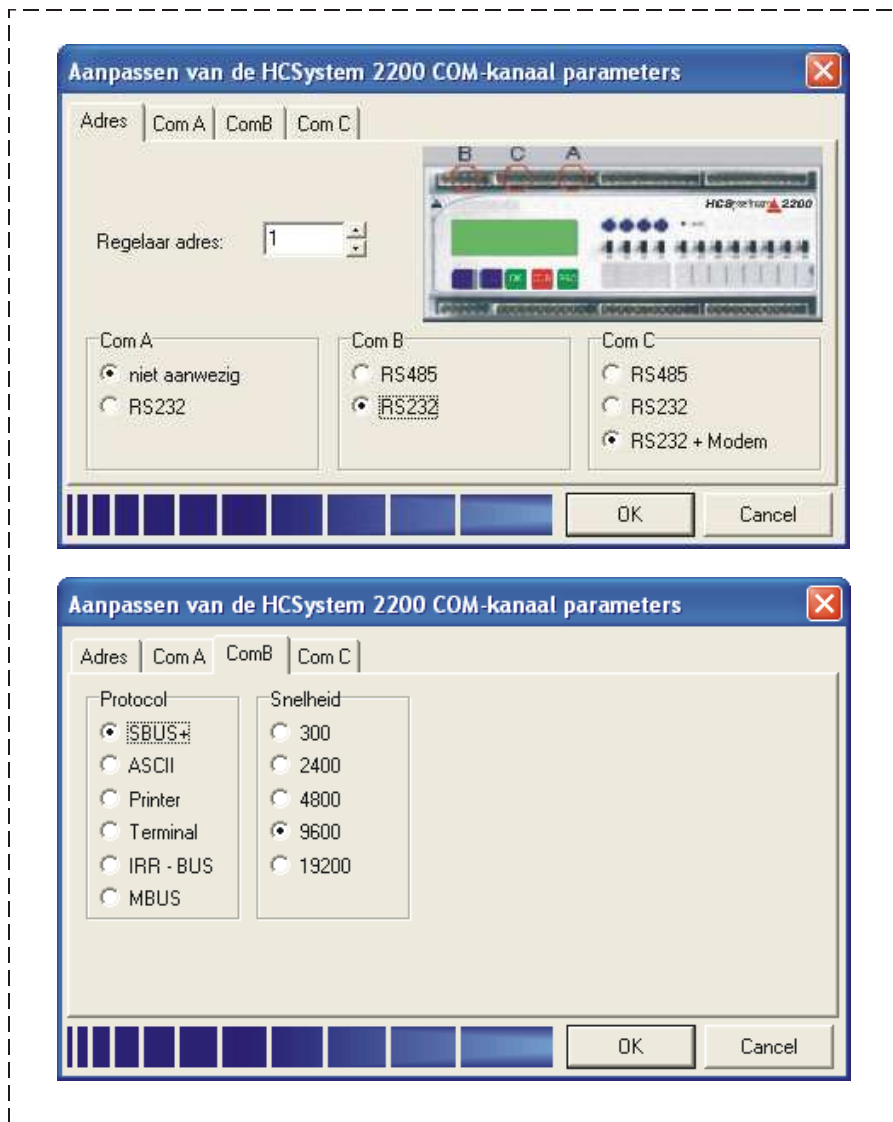 Aanpassen van de HCSystem 2200 COM-kanaal parameters
Adres Com A ComB Com C
B C A
HCSystem 2200
Regelaar adres: 1
OK
Com A Com B Com C
niet aanwezig RS485 RS485
RS232 RS232 RS232
RS232 + Modem
OK Cancel
Aanpassen van de HCSystem 2200 COM-kanaal parameters
Adres Com A ComB Com C
Protocol Snelheid
SBUS+ 300
ASCII 2400
Printer 4800
Terminal 9600
IRR - BUS 19200
MBUS
OK Cancel